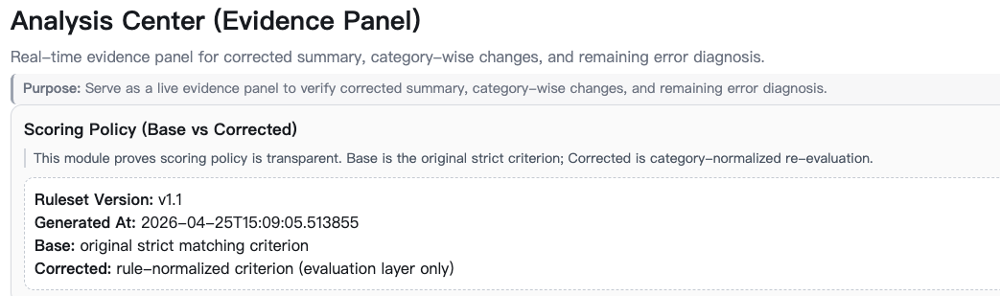 Analysis Center (Evidence Panel)
Real-time evidence panel for corrected summary, category-wise changes, and remaining error diagnosis.
Purpose: Serve as a live evidence panel to verify corrected summary, category-wise changes, and remaining error diagnosis.
Scoring Policy (Base vs Corrected)
This module proves scoring policy is transparent. Base is the original strict criterion; Corrected is category-normalized re-evaluation.
Ruleset Version: v1.1
Generated At: 2026-04-25T15:09:05.513855
Base: original strict matching criterion
Corrected: rule-normalized criterion (evaluation layer only)